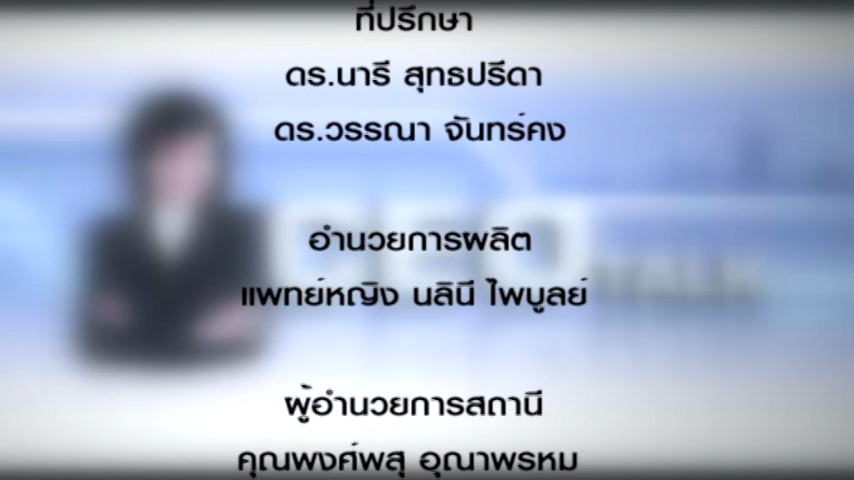 ที่ปรึกษา
ดร.นารี สุทธปรีดา
ดร.วรรณา จันทร์คง
อำนวยการผลิต
แพทย์หญิง นลินี ไพบูลย์
ผู้อำนวยการสถานี
คุณพงศ์พสุ อุณาพรหม